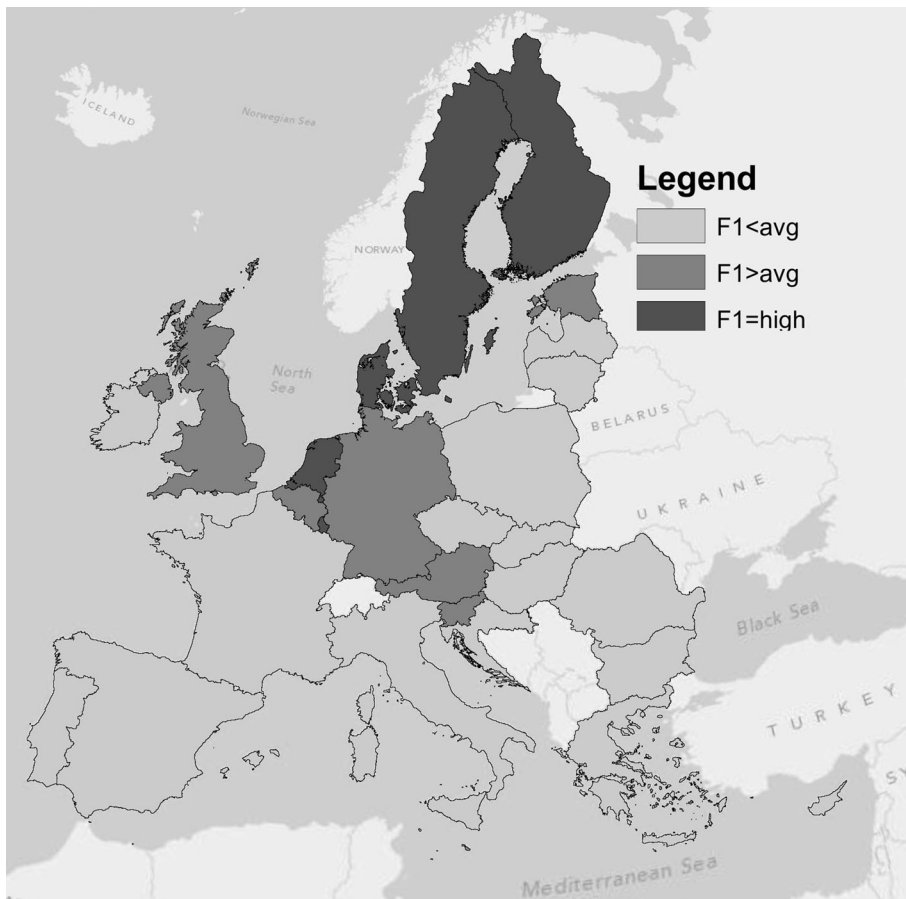 ICELAND
Norwegian Sea
Legend
F1<avg
NORWAY
F1>avg
F1=high
North
Sea
BELARUS
UKRAINE
Black Sea
TURKEY
SY
Mediterranean Sea